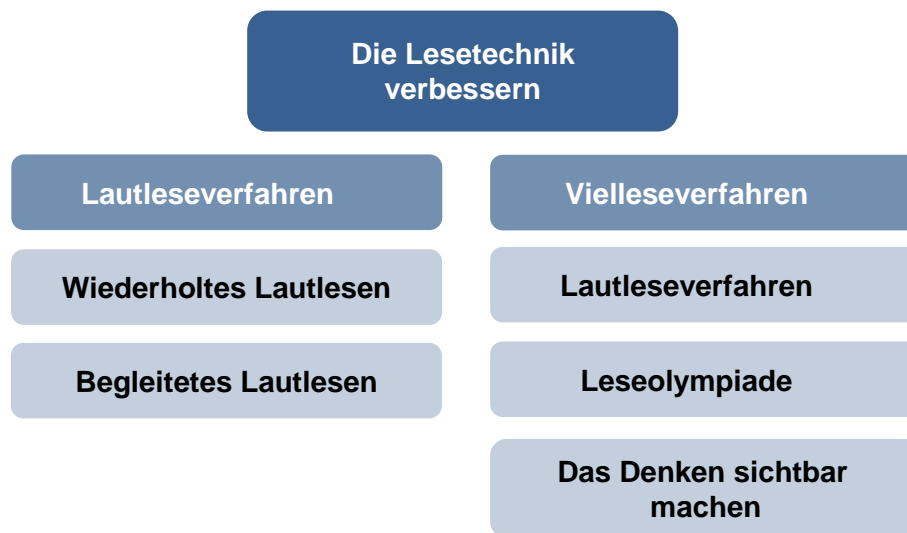 Die Lesetechnik
verbessern
Lautleseverfahren
Wiederholtes Lautlesen
Begleitetes Lautlesen
Vielleseverfahren
Lautleseverfahren
Leseolympiade
Das Denken sichtbar
machen